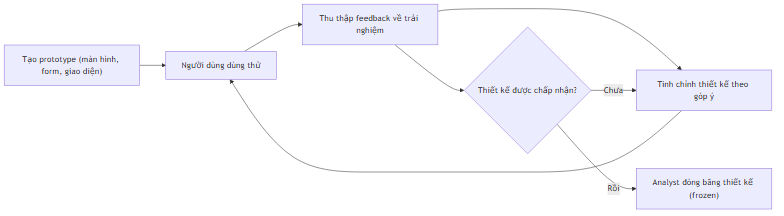 Thu thập feedback về trải
nghiệm
Tạo prototype (màn hình,
form, giao diện)
Người dùng dùng thử
Thiết kế được chấp nhận?
Chưa
Tinh chỉnh thiết kế theo
góp ý
Rồi
Analyst đóng băng thiết kế
(frozen)